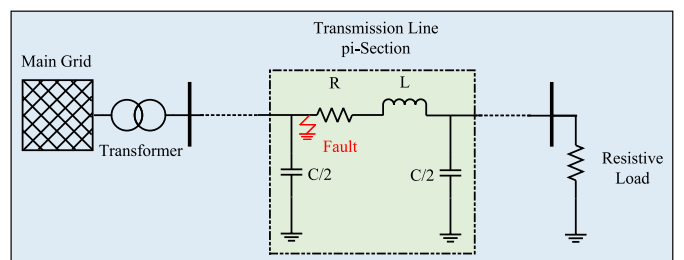 Transmission Line
pi-Section
Main Grid
R
L
Transformer
Fault
C/2
C/2
Resistive
Load